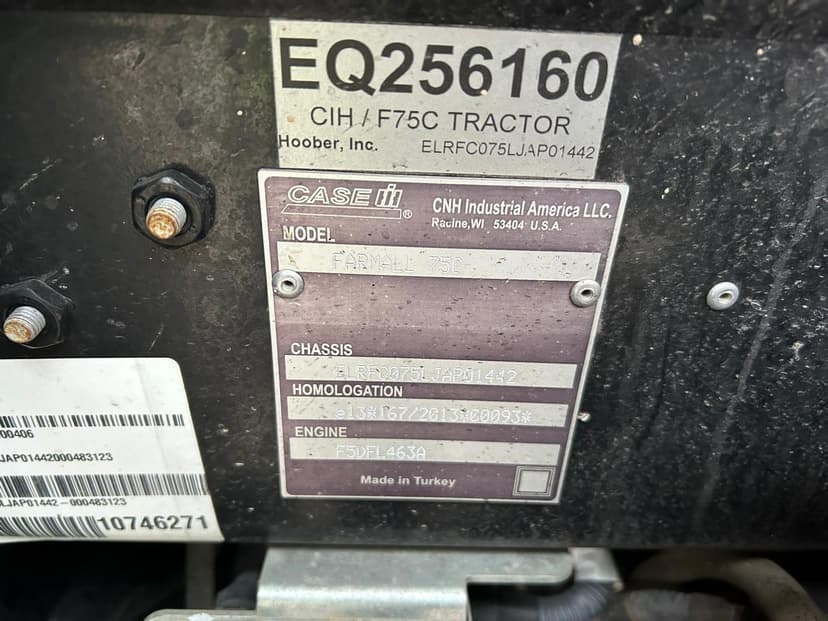 EQ256160
CIH / F75C TRACTOR
Hoober, Inc. ELRFC075LJAP01442
CASE IH ®
CNH Industrial America LLC.
Racine,WI 53404 U.S.A.
MODEL
FARMALL 75C
CHASSIS
ELRFC075LJAP01442
HOMOLOGATION
e13*167/2013*00093*
ENGINE
F5DFL463A
Made in Turkey
00406
JAP01442000483123
LJAP01442-000483123
10746271